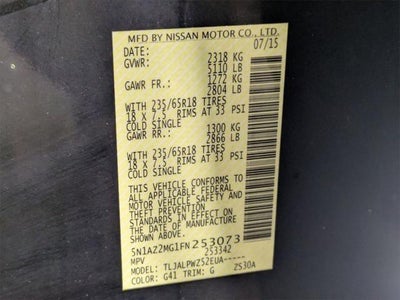 MFD BY NISSAN MOTOR CO., LTD.
DATE: 07/15
GVWR: 2318 KG
5110 LB
GAWR FR.: 1272 KG
2804 LB
WITH 235/65R18 TIRES
18 X 7.5 RIMS AT 33 PSI
COLD SINGLE
GAWR RR.: 1300 KG
2866 LB
WITH 235/65R18 TIRES
18 X 7.5 RIMS AT 33 PSI
COLD SINGLE
THIS VEHICLE CONFORMS TO
ALL APPLICABLE FEDERAL
MOTOR VEHICLE SAFETY AND
THEFT PREVENTION
STANDARDS IN EFFECT ON
THE DATE OF MANUFACTURE
SHOWN ABOVE.
5N1AZ2MG1FN253073
MPV 253342
MODEL: TLJALPWZ52EUA-----
COLOR: G41 TRIM: G ZS30A